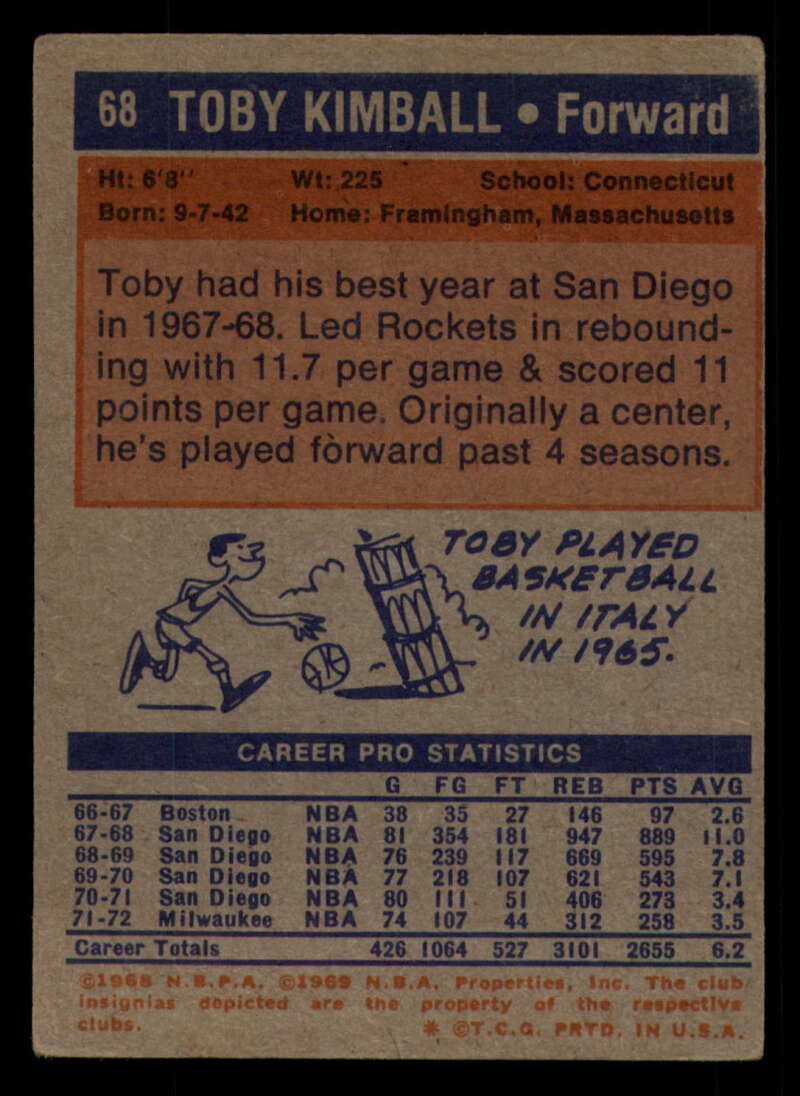 68 TOBY KIMBALL • Forward
Ht: 6'8" Wt: 225 School: Connecticut
Born: 9-7-42 Home: Framingham, Massachusetts
Toby had his best year at San Diego
in 1967-68. Led Rockets in rebound-
ing with 11.7 per game & scored 11
points per game. Originally a center,
he's played forward past 4 seasons.
TOBY PLAYED
BASKETBALL
IN ITALY
IN 1965.
CAREER PRO STATISTICS
G FG FT REB PTS AVG
66-67 Boston NBA 38 35 27 146 97 2.6
67-68 San Diego NBA 81 354 181 947 889 11.0
68-69 San Diego NBA 76 239 117 669 595 7.8
69-70 San Diego NBA 77 218 107 621 543 7.1
70-71 San Diego NBA 80 111 51 406 273 3.4
71-72 Milwaukee NBA 74 107 44 312 258 3.5
Career Totals 426 1064 527 3101 2655 6.2
©1968 N.B.P.A. ©1969 N.B.A. Properties, Inc. The club
insignias depicted are the property of the respective
clubs. * ©T.C.G. PRTD. IN U.S.A.